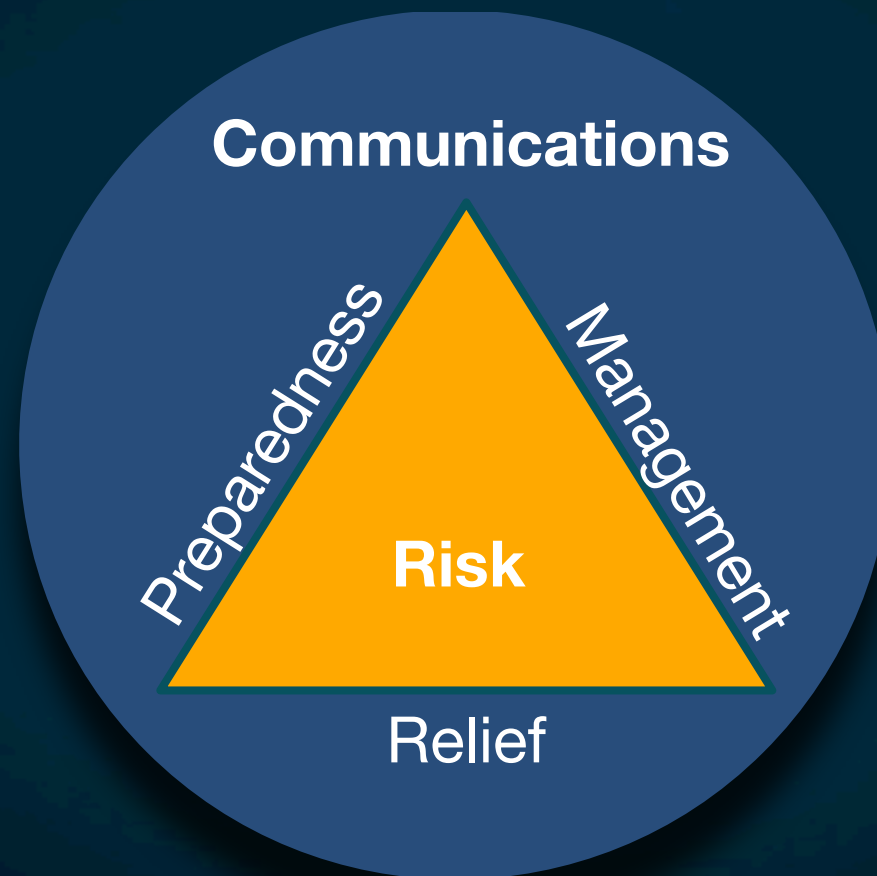 Communications
Preparedness
Management
Risk
Relief